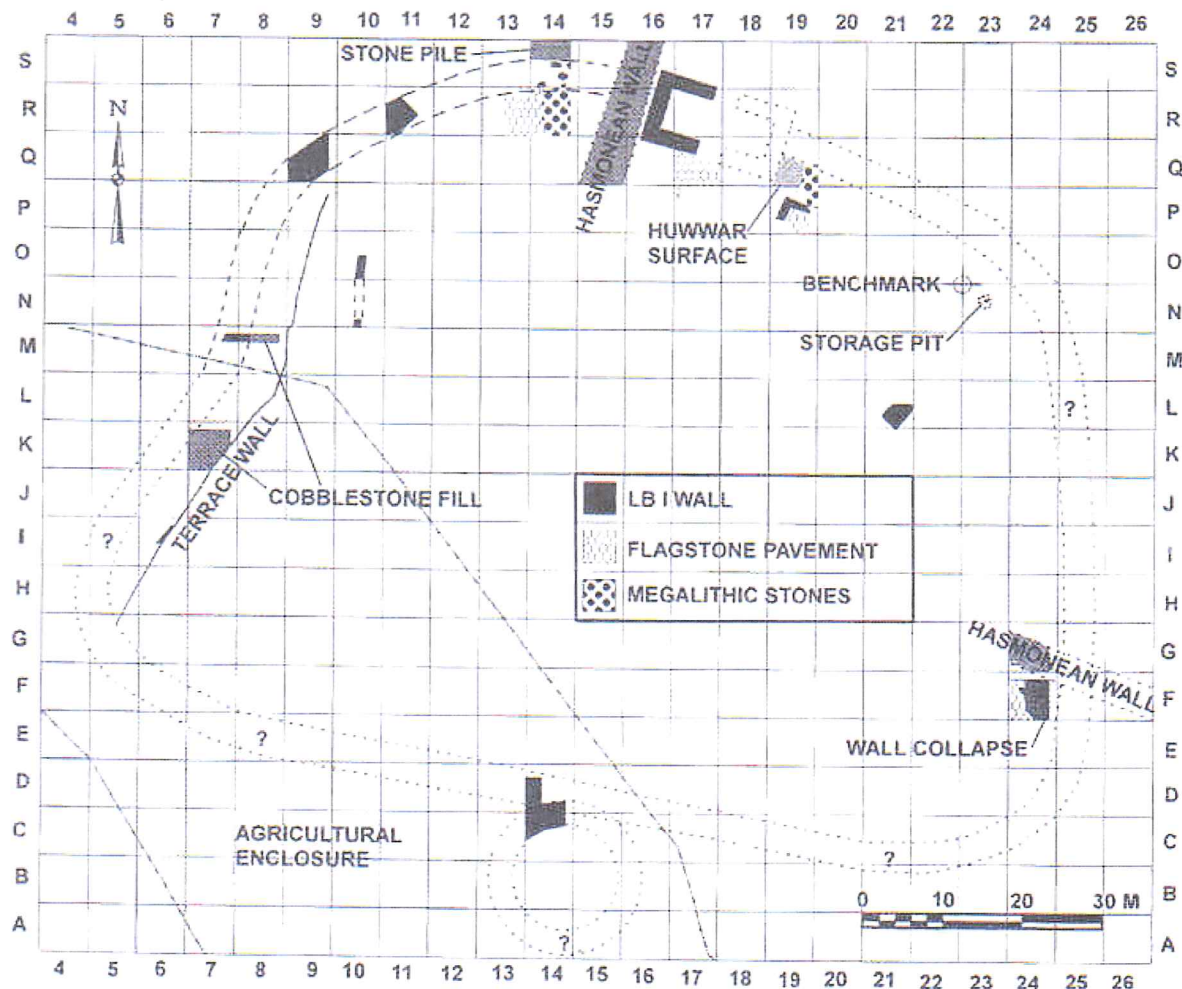 4 5 6 7 8 9 10 11 12 13 14 15 16 17 18 19 20 21 22 23 24 25 26
S
R
Q
P
O
N
M
L
K
J
I
H
G
F
E
D
C
B
A
N
STONE PILE
HASMONEAN WALL
HUWWAR
SURFACE
BENCHMARK
STORAGE PIT
?
TERRACE WALL
COBBLESTONE FILL
?
LB I WALL
FLAGSTONE PAVEMENT
MEGALITHIC STONES
HASMONEAN WALL
WALL COLLAPSE
?
AGRICULTURAL
ENCLOSURE
?
?
0 10 20 30 M
S
R
Q
P
O
N
M
L
K
J
I
H
G
F
E
D
C
B
A
4 5 6 7 8 9 10 11 12 13 14 15 16 17 18 19 20 21 22 23 24 25 26